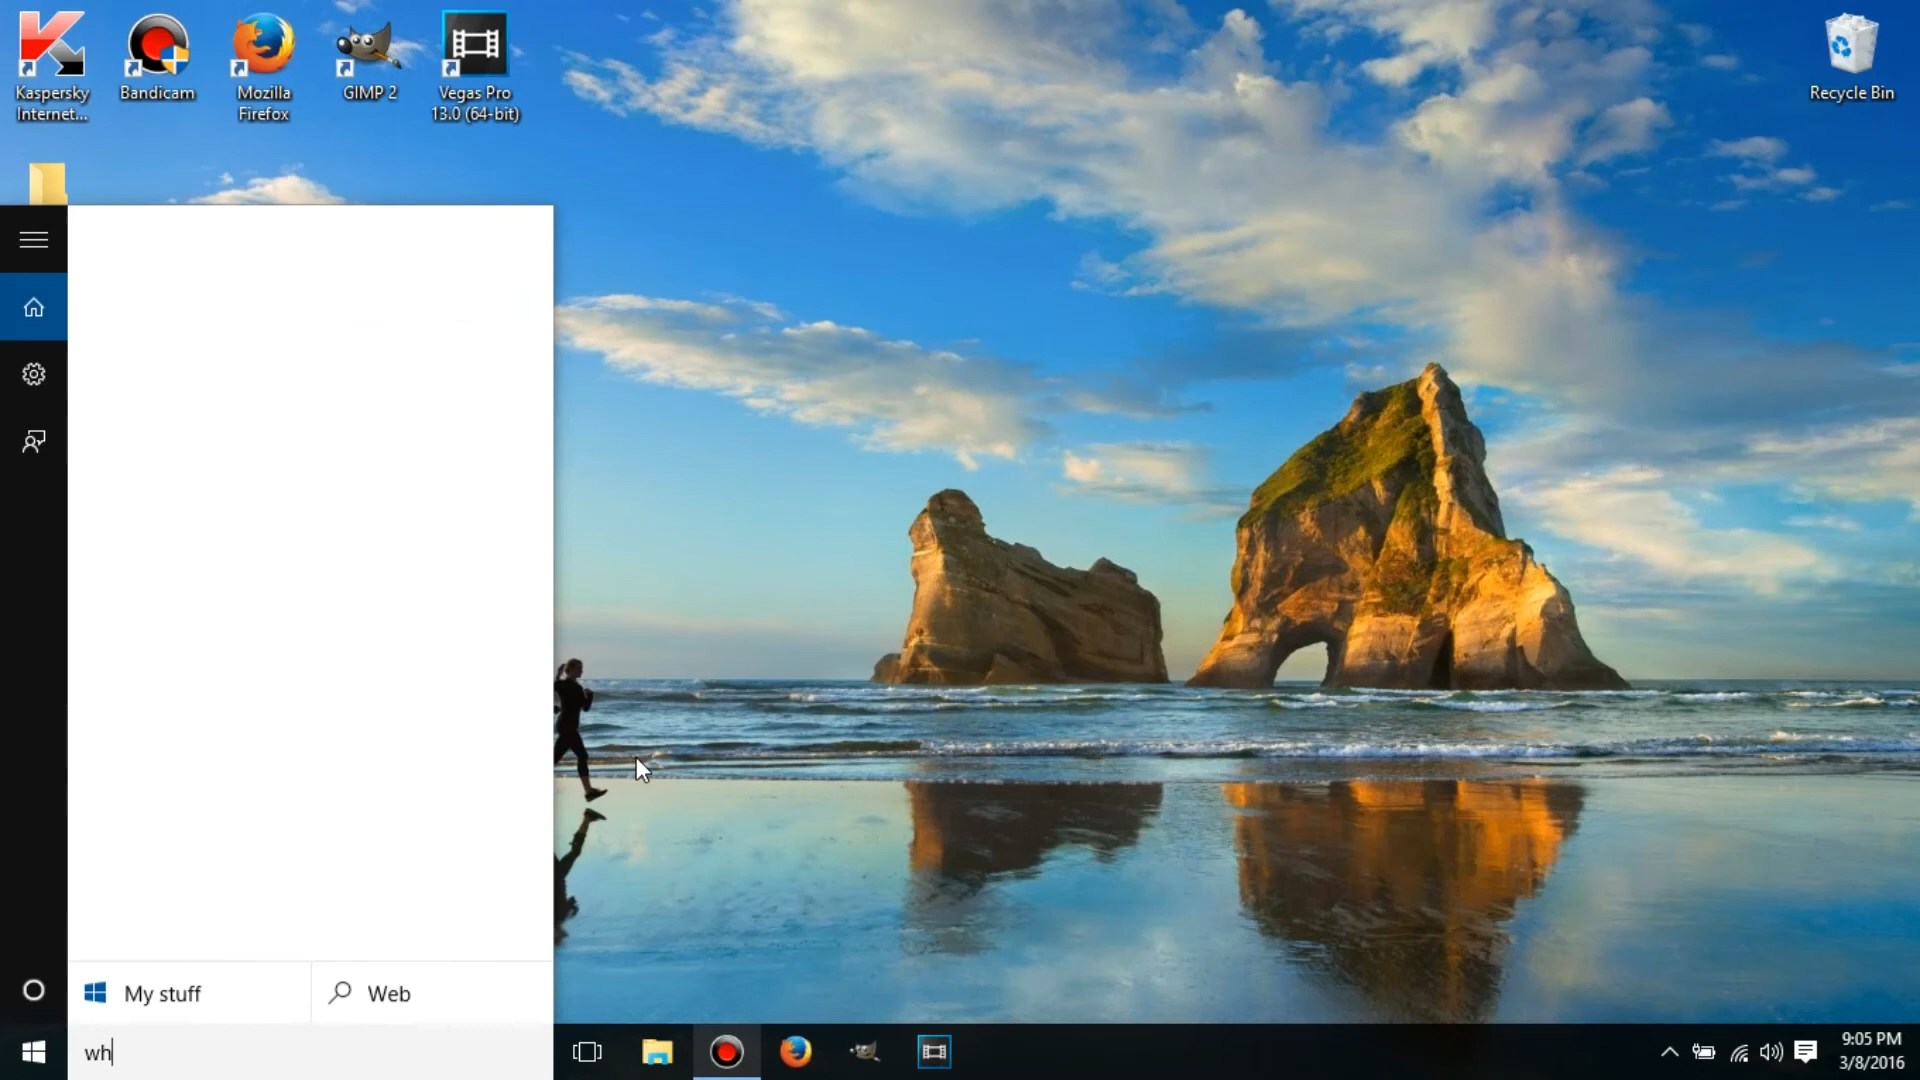 Kaspersky
Internet...
Bandicam
Mozilla
Firefox
GIMP 2
Vegas Pro
13.0 (64-bit)
Recycle Bin
My stuff
Web
wh
9:05 PM
3/8/2016